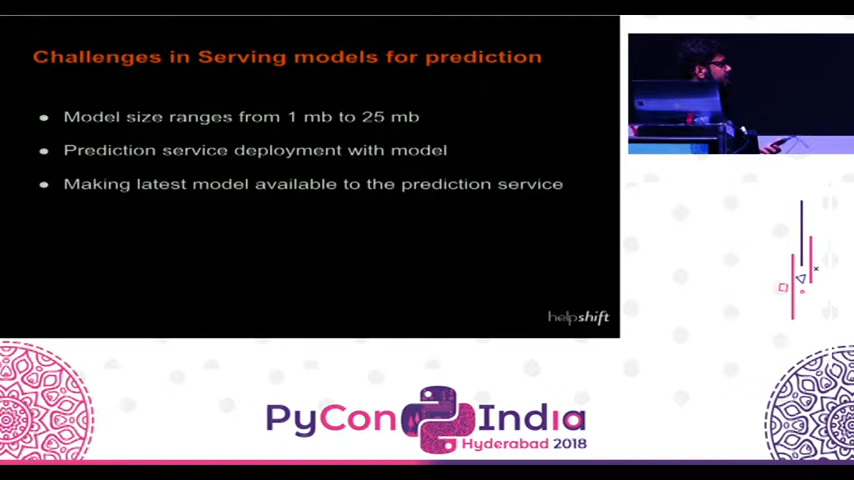 Challenges in Serving models for prediction
● Model size ranges from 1 mb to 25 mb
● Prediction service deployment with model
● Making latest model available to the prediction service
helpshift
PyCon India
Hyderabad 2018